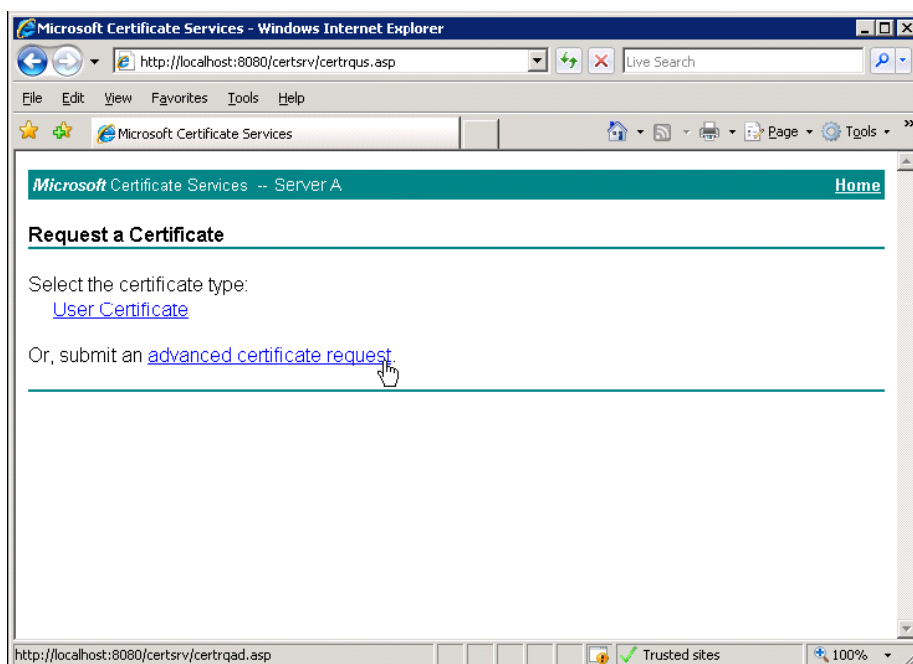 Microsoft Certificate Services - Windows Internet Explorer
http://localhost:8080/certsrv/certrqus.asp
Live Search
File Edit View Favorites Tools Help
Microsoft Certificate Services
Page Tools »
Microsoft Certificate Services -- Server A Home
Request a Certificate
Select the certificate type:
User Certificate
Or, submit an advanced certificate request.
http://localhost:8080/certsrv/certrqad.asp Trusted sites 100%